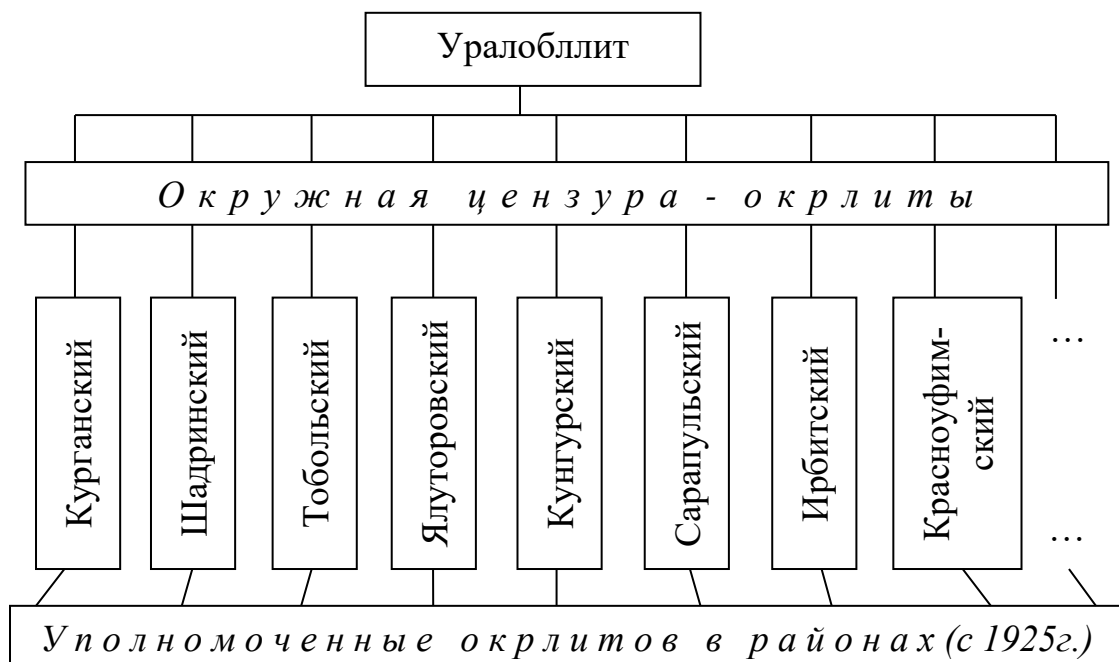 Уралобллит
Окружная цензура - окрлиты
Курганский
Шадринский
Тобольский
Ялуторовский
Кунгурский
Сарапульский
Ирбитский
Красноуфим-
ский
…
…
Уполномоченные окрлитов в районах (с 1925г.)